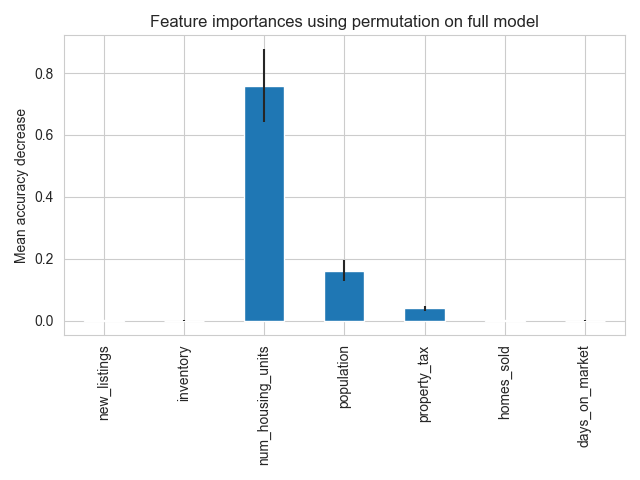 Feature importances using permutation on full model
Mean accuracy decrease
0.8
0.6
0.4
0.2
0.0
new_listings
inventory
num_housing_units
population
property_tax
homes_sold
days_on_market